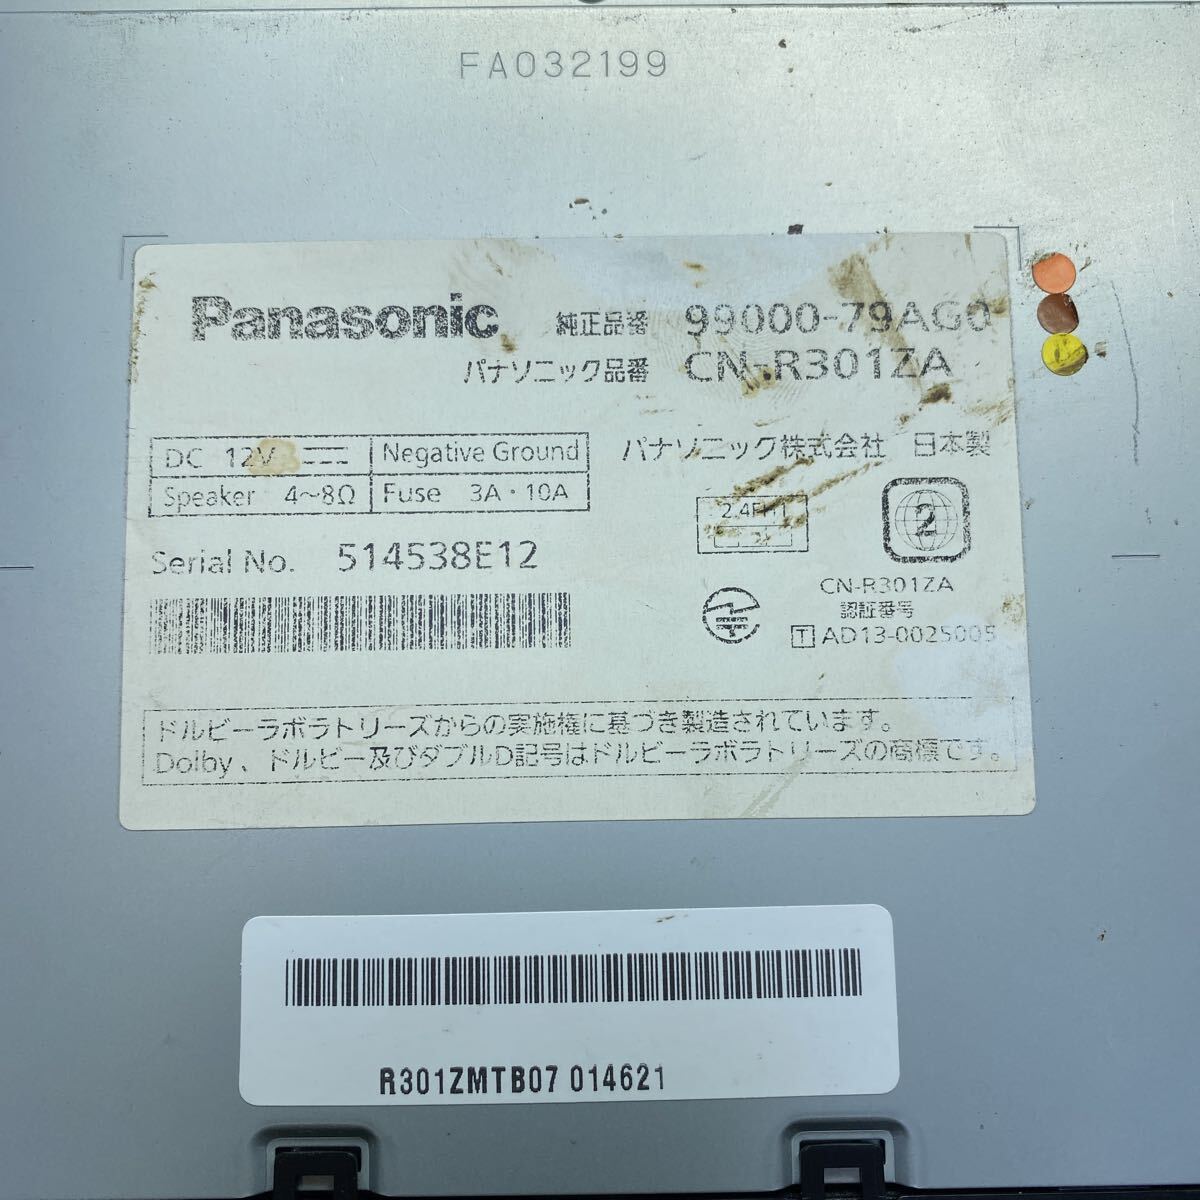 FA032199
Panasonic 純正品番 99000-79AG0
パナソニック品番 CN-R301ZA
DC 12V Negative Ground
Speaker 4~8Ω Fuse 3A・10A
パナソニック株式会社 日本製
2
Serial No. 514538E12
CN-R301ZA
認証番号
T AD13-0025005
ドルビーラボラトリーズからの実施権に基づき製造されています。
Dolby、ドルビー及びダブルD記号はドルビーラボラトリーズの商標です。
R301ZMTB07 014621